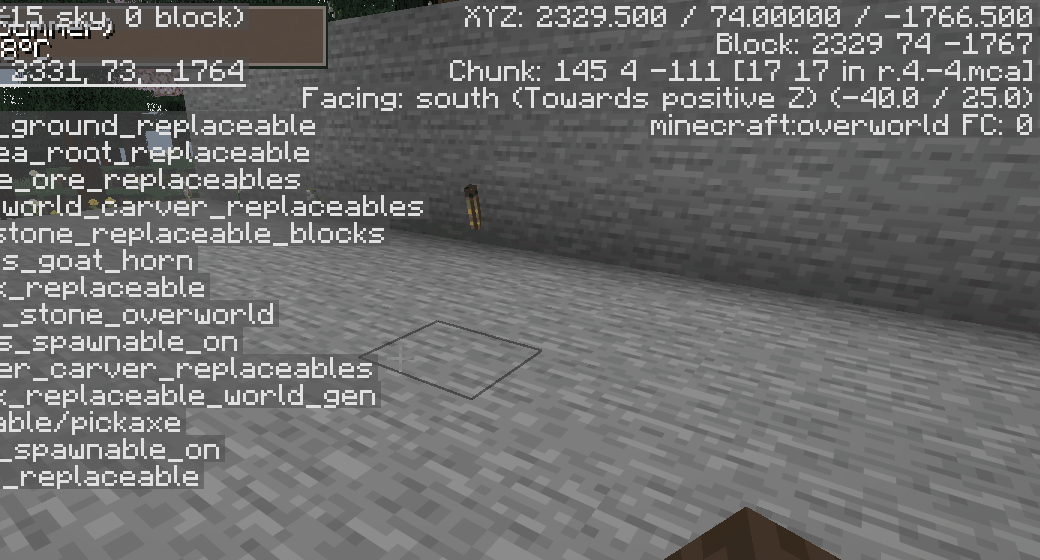 -15 sky, 0 block)
8°C
2331, 73, -1764
_ground_replaceable
ea_root_replaceable
e_ore_replaceables
world_carver_replaceables
stone_replaceable_blocks
s_goat_horn
x_replaceable
_stone_overworld
s_spawnable_on
er_carver_replaceables
x_replaceable_world_gen
able/pickaxe
_spawnable_on
_replaceable
XYZ: 2329.500 / 74.00000 / -1766.500
Block: 2329 74 -1767
Chunk: 145 4 -111 [17 17 in r.4.-4.mca]
Facing: south (Towards positive Z) (-40.0 / 25.0)
minecraft:overworld FC: 0